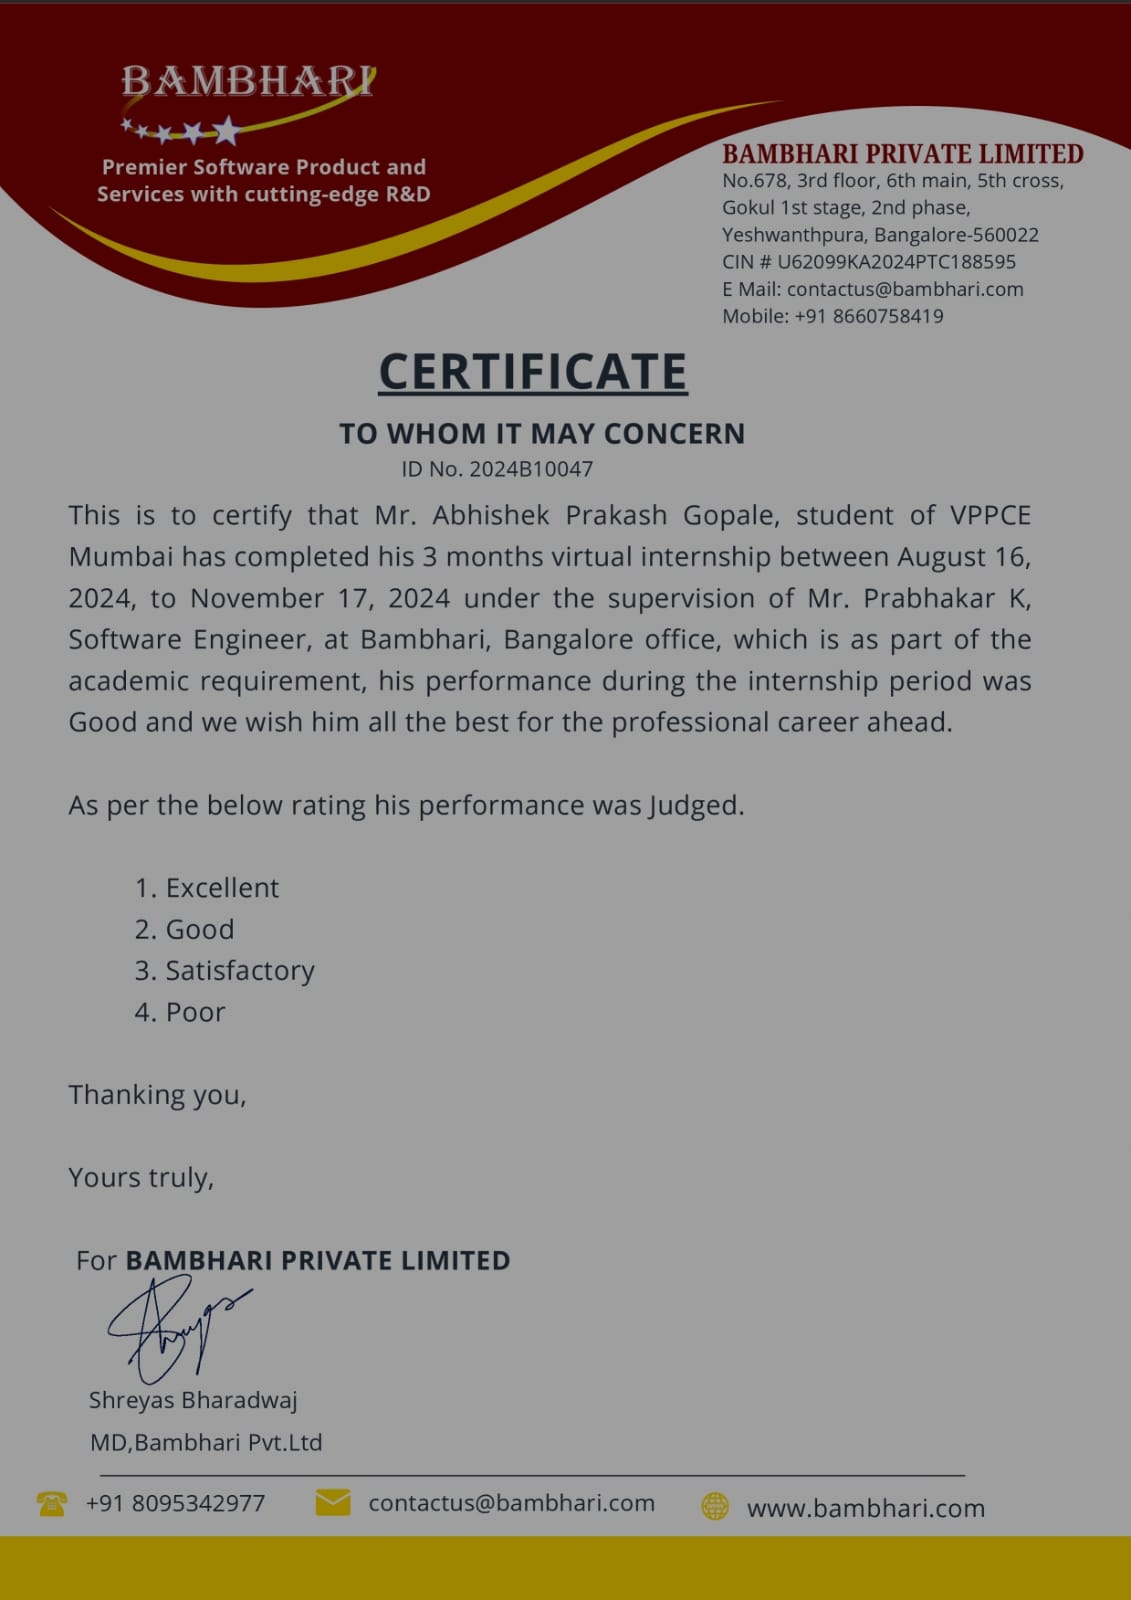 BAMBHARI
Premier Software Product and
Services with cutting-edge R&D
BAMBHARI PRIVATE LIMITED
No.678, 3rd floor, 6th main, 5th cross,
Gokul 1st stage, 2nd phase,
Yeshwanthpura, Bangalore-560022
CIN # U62099KA2024PTC188595
E Mail: contactus@bambhari.com
Mobile: +91 8660758419
CERTIFICATE
TO WHOM IT MAY CONCERN
ID No. 2024B10047
This is to certify that Mr. Abhishek Prakash Gopale, student of VPPCE
Mumbai has completed his 3 months virtual internship between August 16,
2024, to November 17, 2024 under the supervision of Mr. Prabhakar K,
Software Engineer, at Bambhari, Bangalore office, which is as part of the
academic requirement, his performance during the internship period was
Good and we wish him all the best for the professional career ahead.
As per the below rating his performance was Judged.
1. Excellent
2. Good
3. Satisfactory
4. Poor
Thanking you,
Yours truly,
For BAMBHARI PRIVATE LIMITED
Shreyas
Shreyas Bharadwaj
MD,Bambhari Pvt.Ltd
+91 8095342977
contactus@bambhari.com
www.bambhari.com